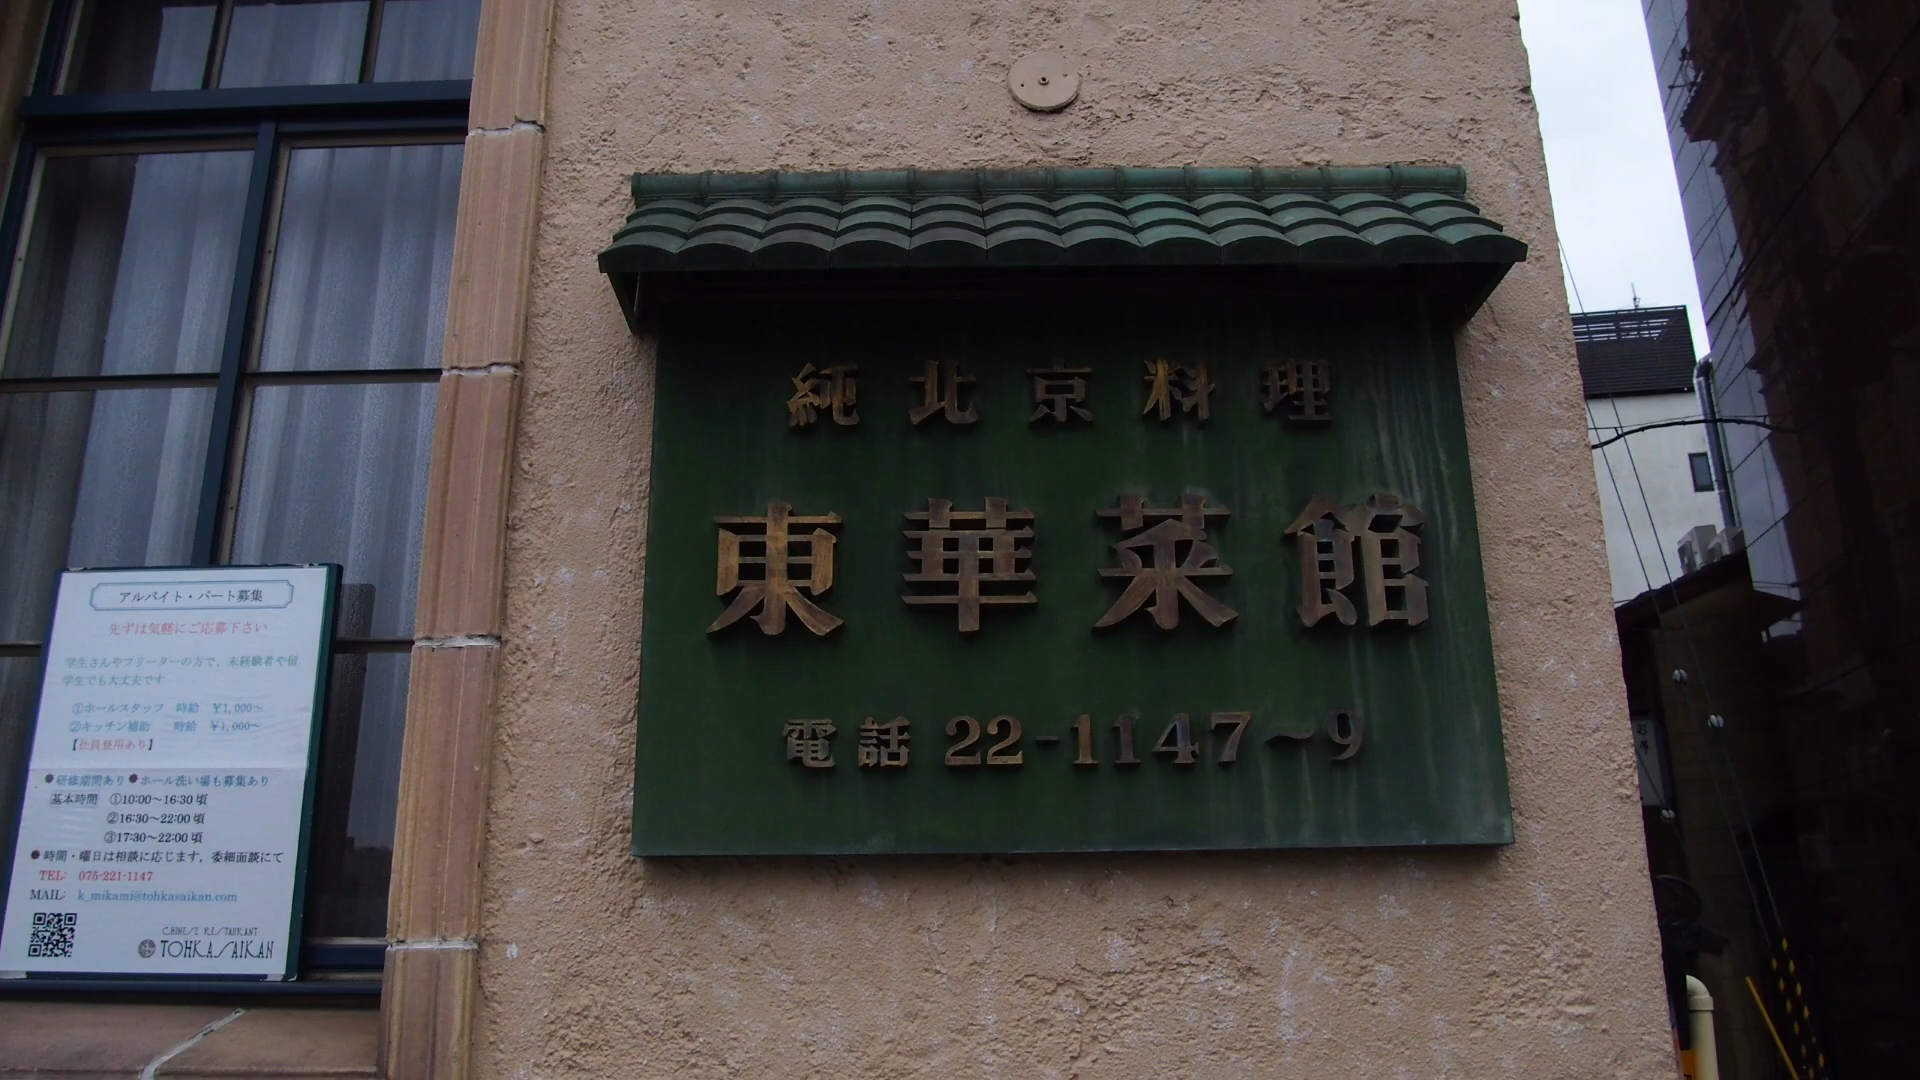 純北京料理
東華菜館
電話 22-1147～9
アルバイト・パート募集
先ずは気軽にご応募下さい
学生さんやフリーターの方で、未経験者や留
学生でも大丈夫です
①ホールスタッフ 時給 ¥1,000～
②キッチン補助 時給 ¥1,000～
【社員登用あり】
●研修期間あり●ホール洗い場も募集あり
基本時間 ①10:00～16:30 頃
②16:30～22:00 頃
③17:30～22:00 頃
●時間・曜日は相談に応じます，委細面談にて
TEL: 075-221-1147
MAIL: k_mikami@tohkasaikan.com
CHINESE RESTAURANT
TOHKASAIKAN